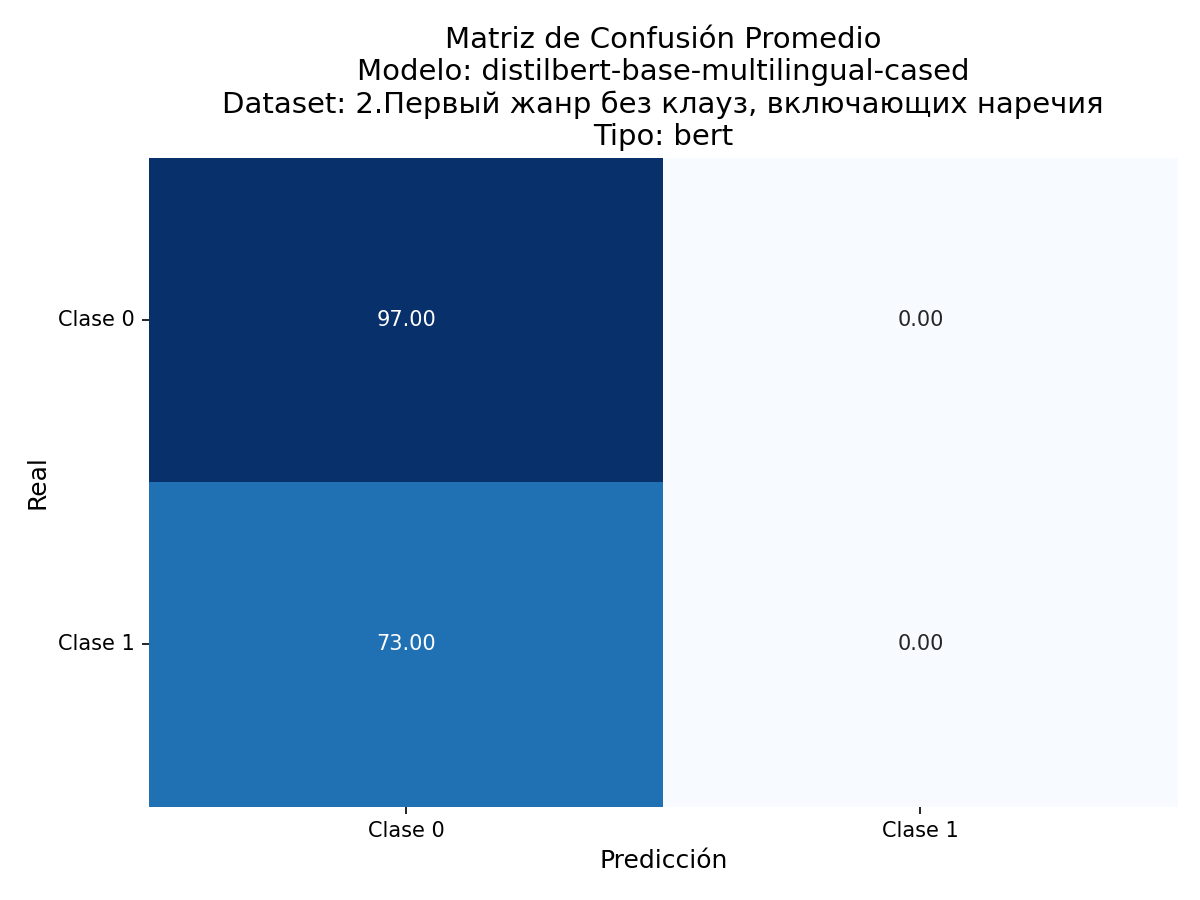 Matriz de Confusión Promedio
Modelo: distilbert-base-multilingual-cased
Dataset: 2.Первый жанр без клауз, включающих наречия
Tipo: bert
Clase 0
97.00
0.00
Real
Clase 1
73.00
0.00
Clase 0
Clase 1
Predicción